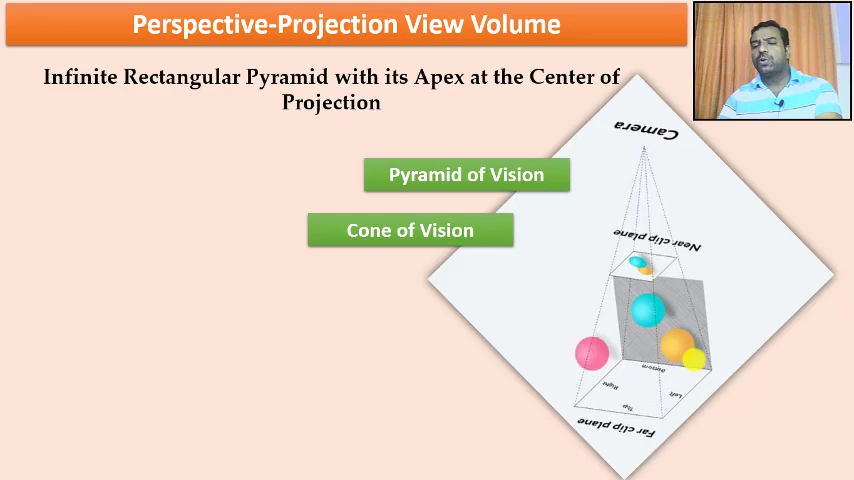 Perspective-Projection View Volume
Infinite Rectangular Pyramid with its Apex at the Center of
Projection
Camera
Pyramid of Vision
Cone of Vision
Near clip plane
Bottom
Right
Left
Top
Far clip plane